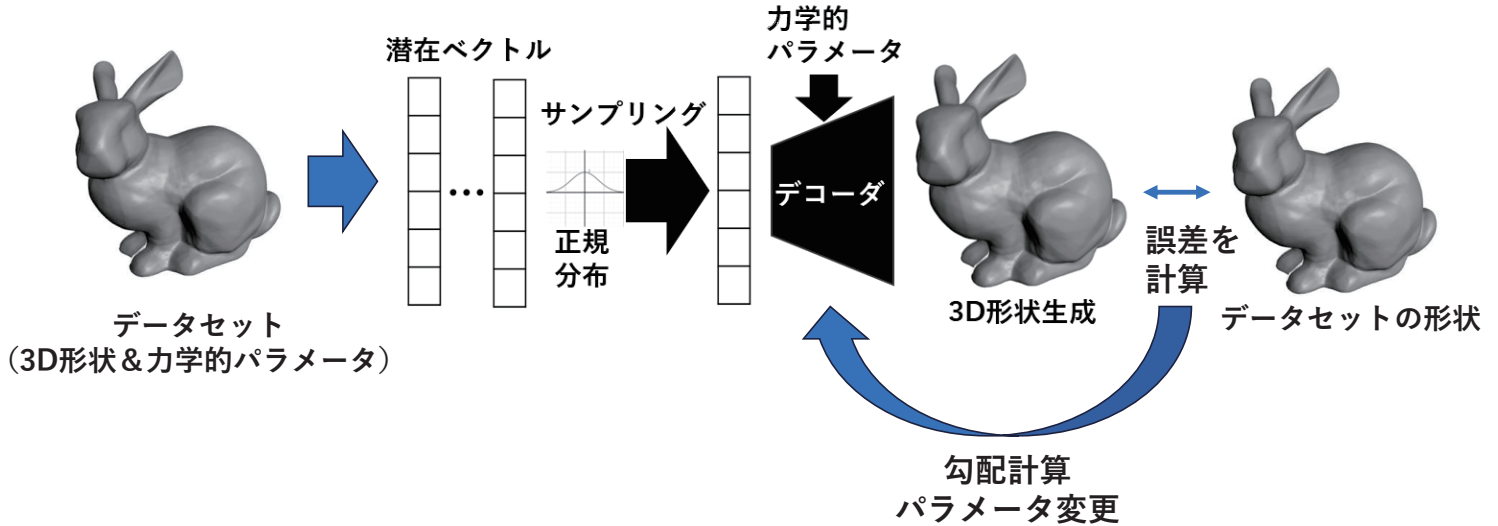 潜在ベクトル
サンプリング
正規
分布
力学的
パラメータ
デコーダ
3D形状生成
誤差を
計算
データセットの形状
データセット
（3D形状＆力学的パラメータ）
勾配計算
パラメータ変更